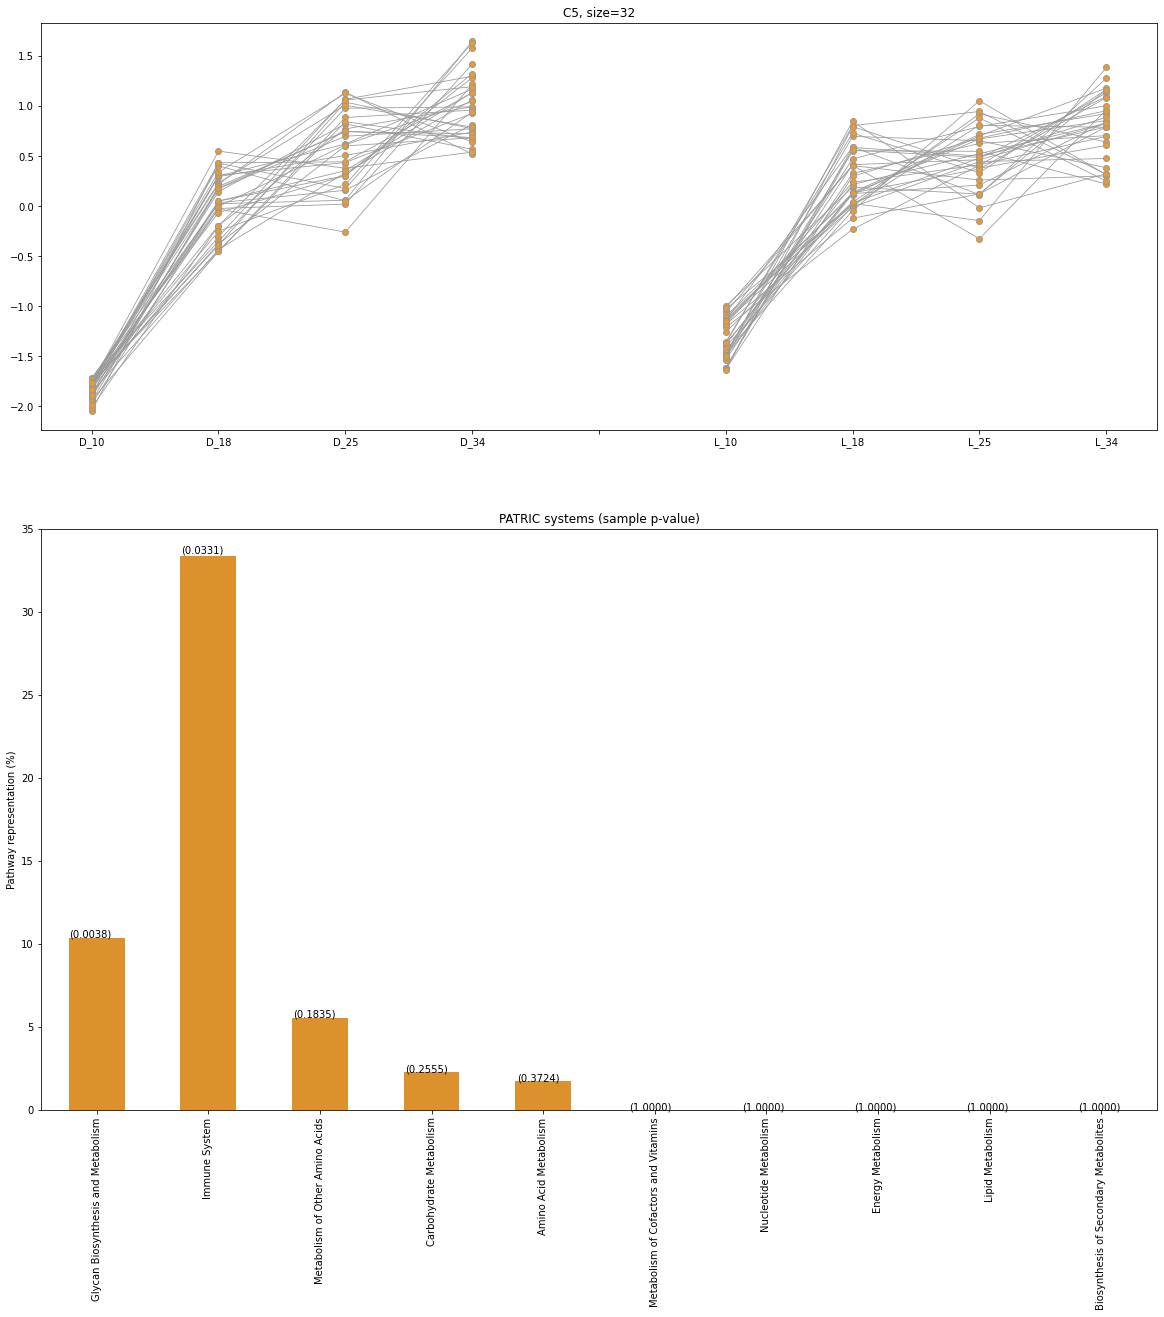 C5, size=32
1.5
1.0
0.5
0.0
−0.5
−1.0
−1.5
−2.0
D_10 D_18 D_25 D_34 L_10 L_18 L_25 L_34
PATRIC systems (sample p-value)
Pathway representation (%)
35
30
25
20
15
10
5
0
(0.0038)
(0.0331)
(0.1835)
(0.2555)
(0.3724)
(1.0000)
(1.0000)
(1.0000)
(1.0000)
(1.0000)
Glycan Biosynthesis and Metabolism
Immune System
Metabolism of Other Amino Acids
Carbohydrate Metabolism
Amino Acid Metabolism
Metabolism of Cofactors and Vitamins
Nucleotide Metabolism
Energy Metabolism
Lipid Metabolism
Biosynthesis of Secondary Metabolites